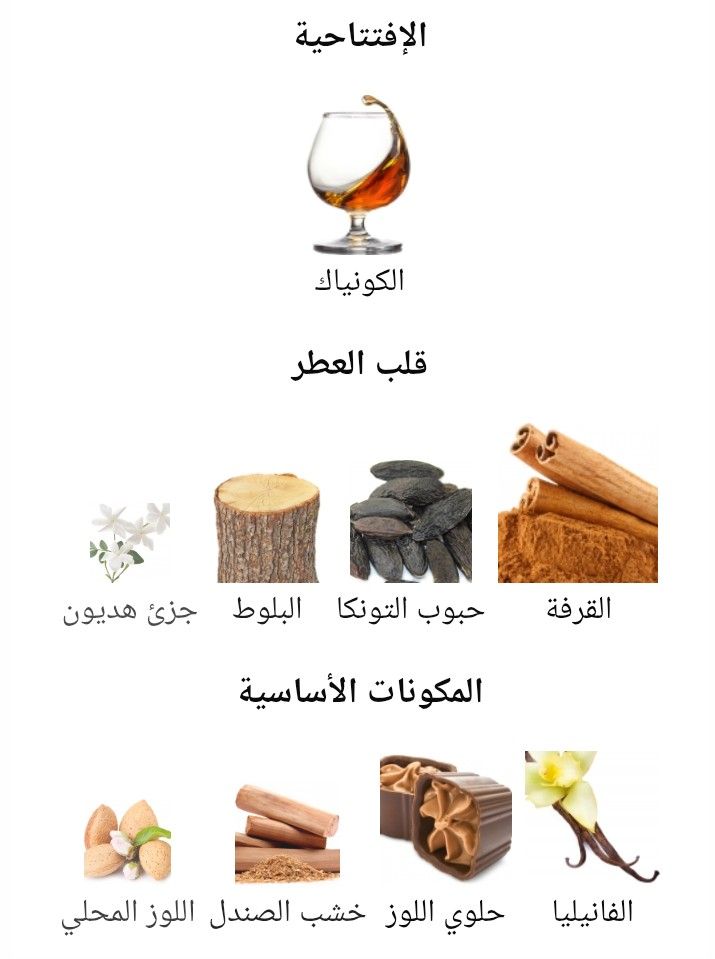 الإفتتاحية
الكونياك
قلب العطر
القرفة حبوب التونكا البلوط جزئ هديون
المكونات الأساسية
الفانيليا حلوي اللوز خشب الصندل اللوز المحلي